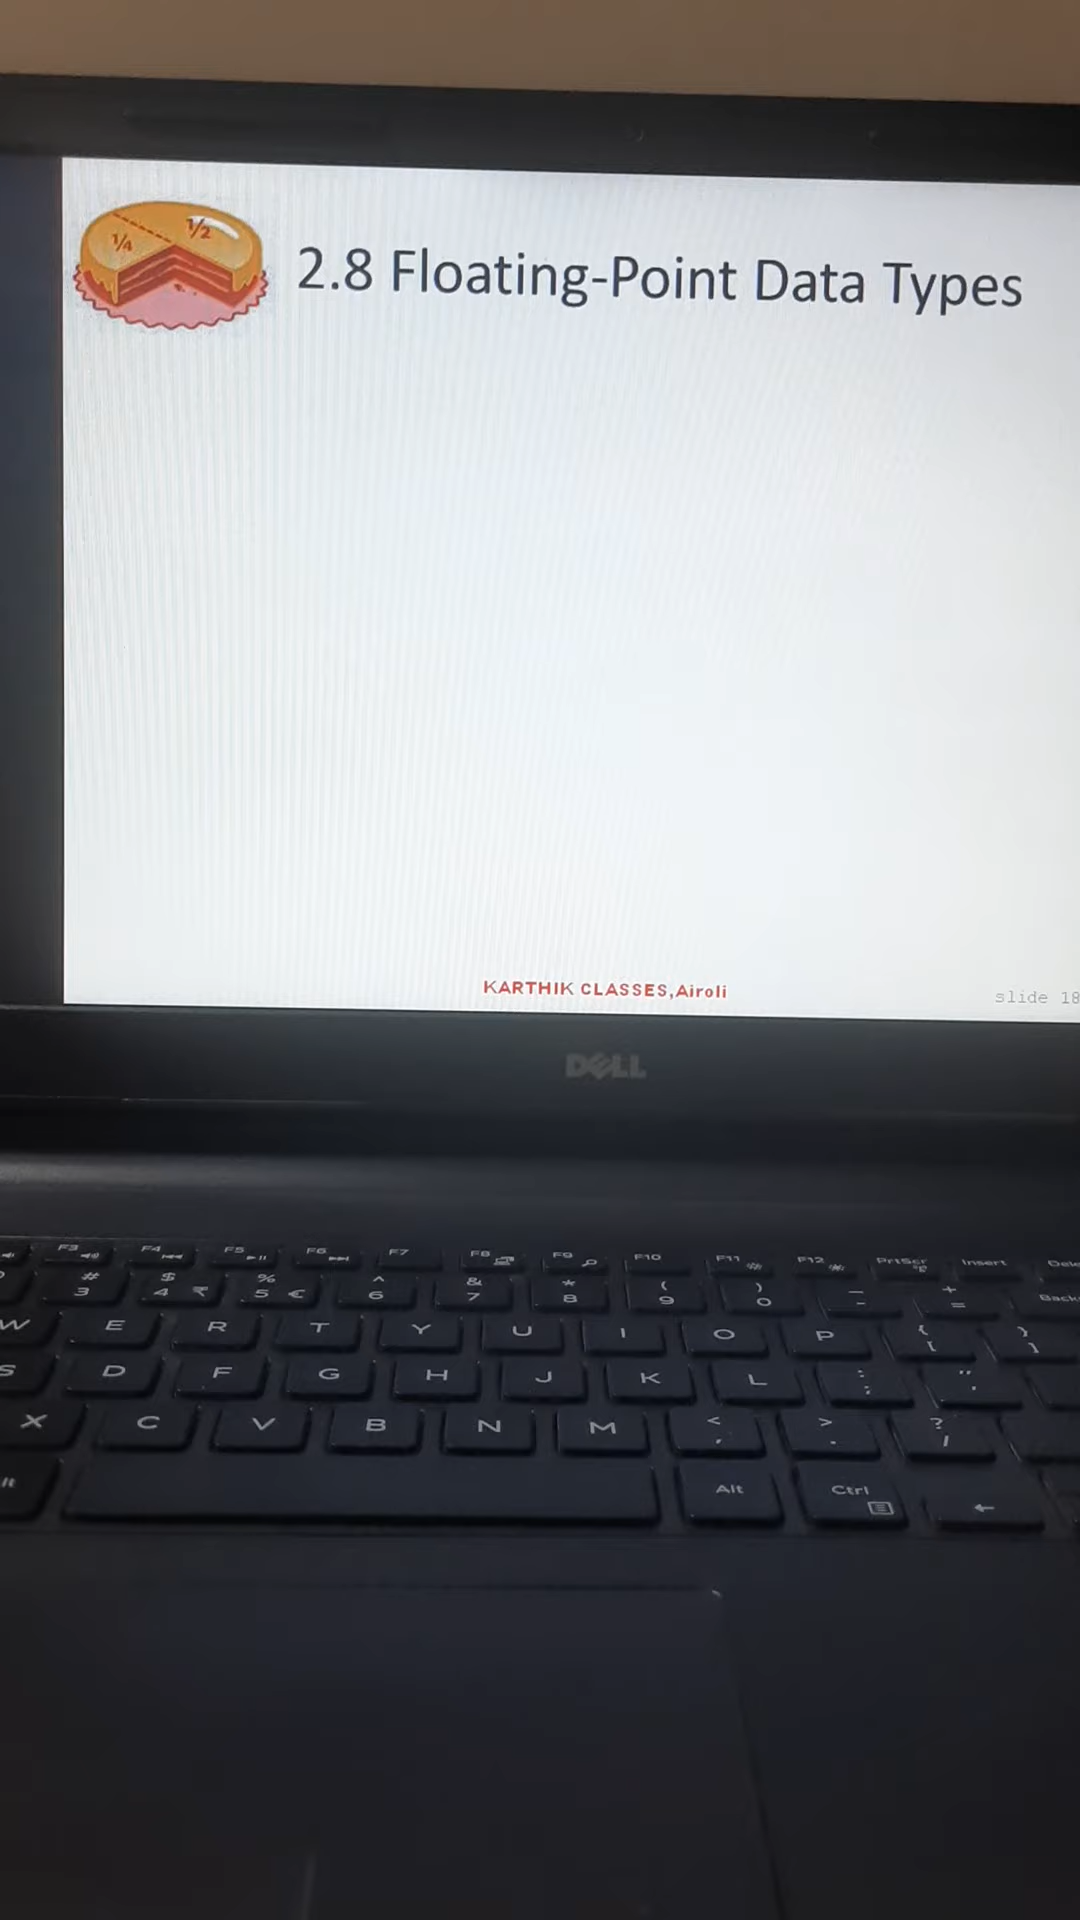 1/4
1/2
2.8 Floating-Point Data Types
KARTHIK CLASSES,Airoli
slide 18
DELL
F3 F4 F5 F6 F7 F8 F9 F10 F11 F12 PrtScr Insert
# $ % ^ & * ( ) — +
3 4 ₹ 5 € 6 7 8 9 0 - =
W E R T Y U I O P { }
[ ]
S D F G H J K L : "
; '
X C V B N M < > ?
, . /
Alt Ctrl ←